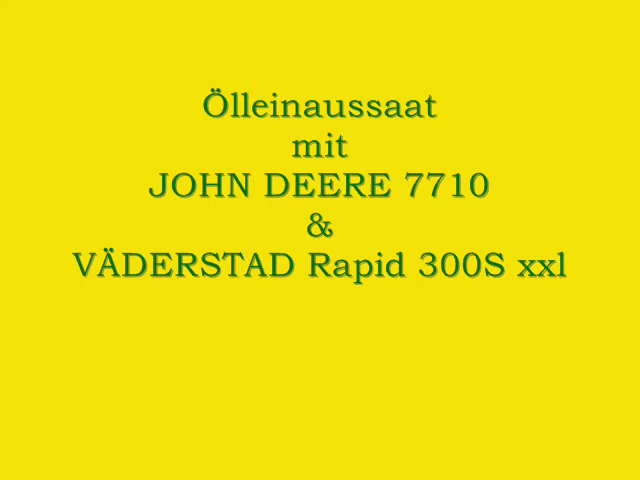 Ölleinaussaat
mit
JOHN DEERE 7710
&
VÄDERSTAD Rapid 300S xxl